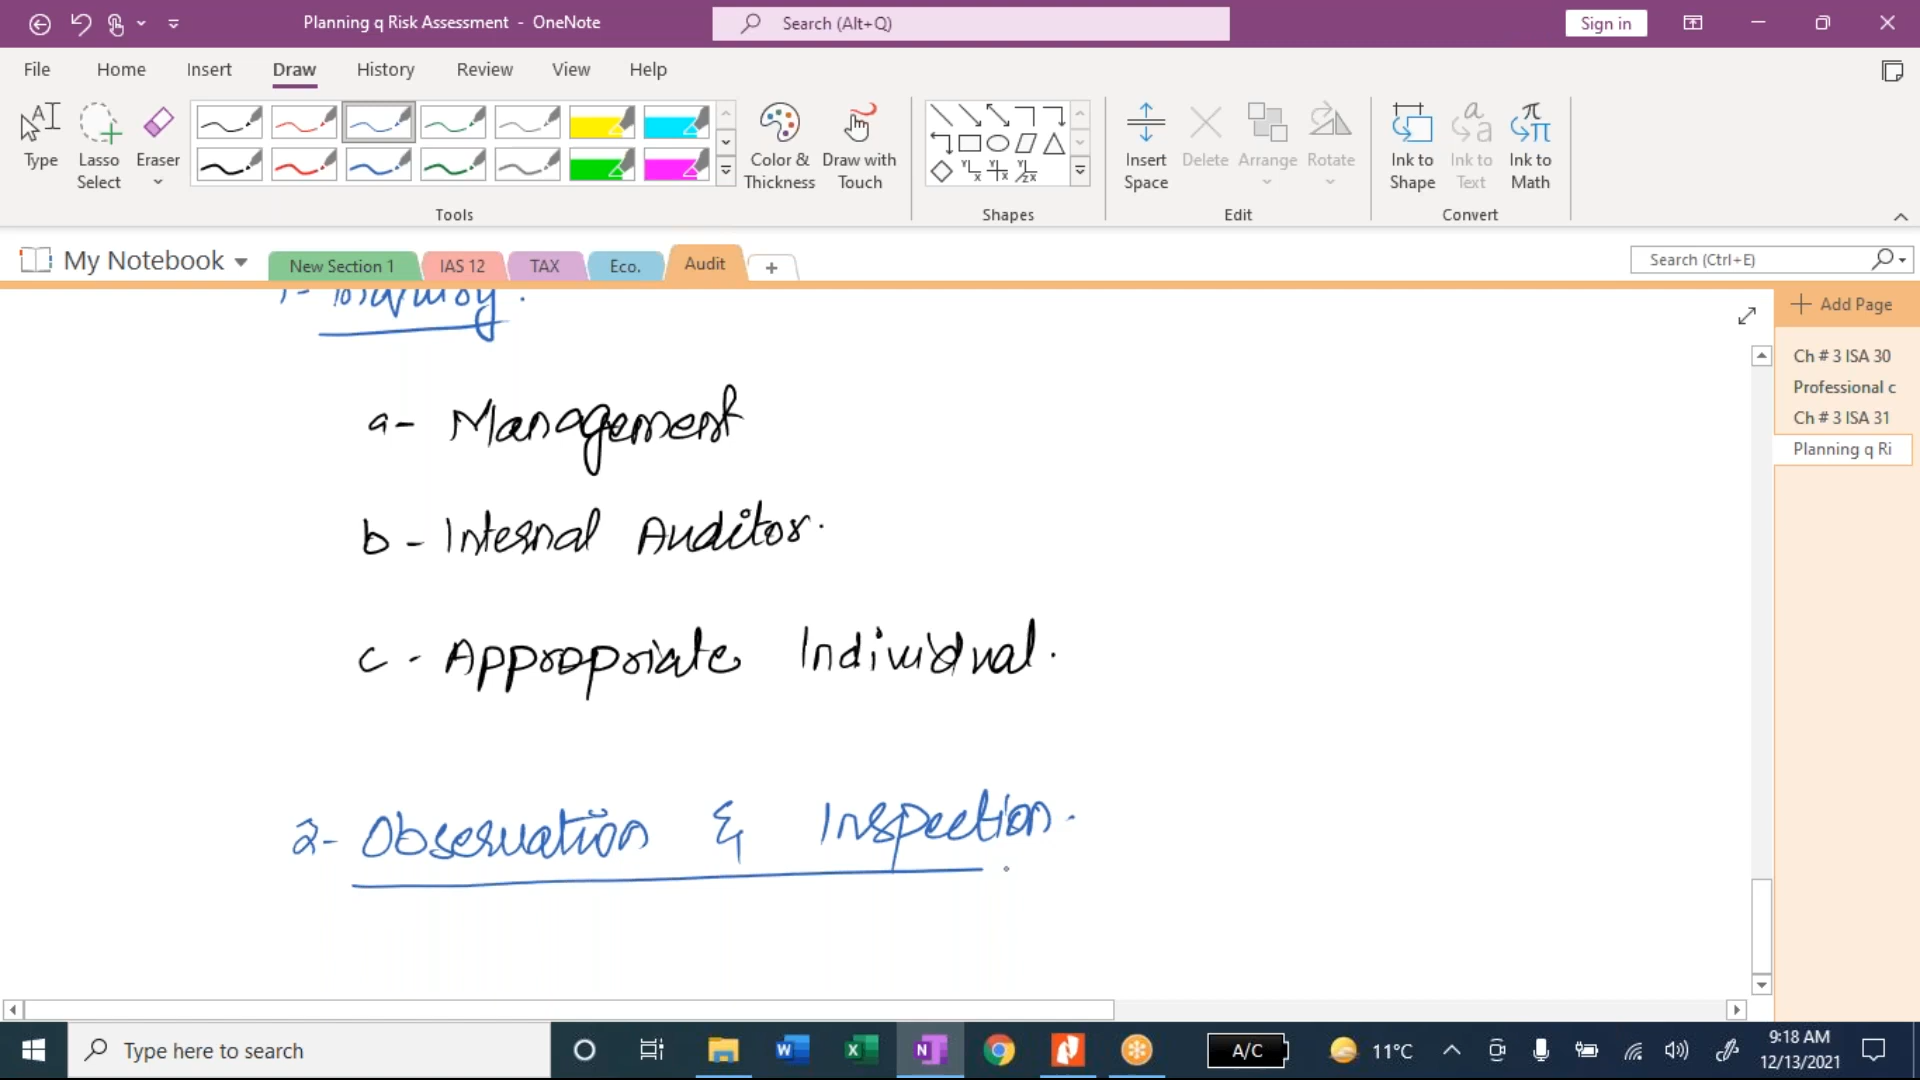 Planning q Risk Assessment - OneNote
Search (Alt+Q)
Sign in
File Home Insert Draw History Review View Help
Type
Lasso Select
Eraser
Color & Thickness
Draw with Touch
Insert Space
Delete
Arrange
Rotate
Ink to Shape
Ink to Text
Ink to Math
Tools Shapes Edit Convert
My Notebook New Section 1 IAS 12 TAX Eco. Audit
Search (Ctrl+E)
Add Page
Ch # 3 ISA 30
Professional c
Ch # 3 ISA 31
Planning q Ri
a- Management
b - Internal Auditor.
c - Appropriate Individual.
2- Observation & Inspection.
Type here to search
A/C
11°C
9:18 AM
12/13/2021